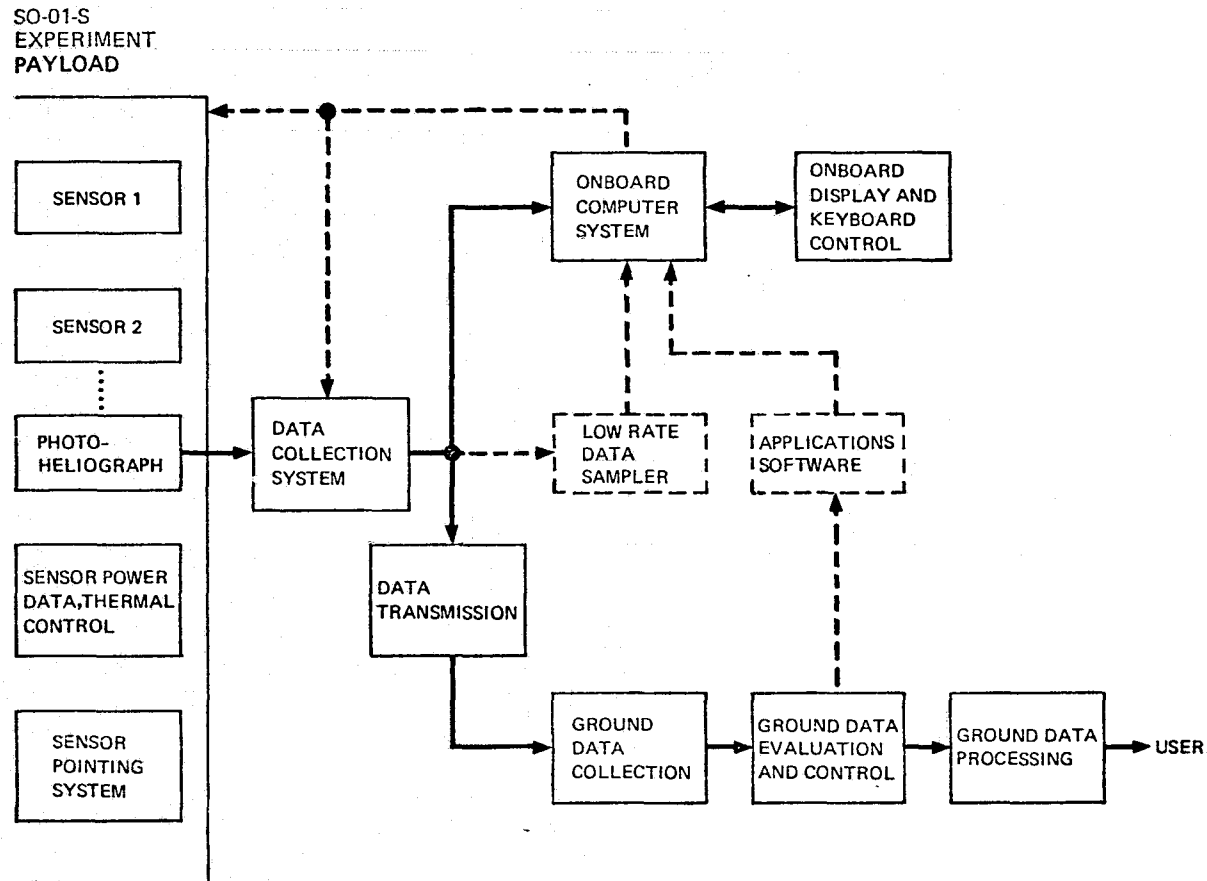 SO-01-S
EXPERIMENT
PAYLOAD
SENSOR 1
SENSOR 2
PHOTO-
HELIOGRAPH
SENSOR POWER
DATA,THERMAL
CONTROL
SENSOR
POINTING
SYSTEM
DATA
COLLECTION
SYSTEM
ONBOARD
COMPUTER
SYSTEM
ONBOARD
DISPLAY AND
KEYBOARD
CONTROL
LOW RATE
DATA
SAMPLER
APPLICATIONS
SOFTWARE
DATA
TRANSMISSION
GROUND
DATA
COLLECTION
GROUND DATA
EVALUATION
AND CONTROL
GROUND DATA
PROCESSING
USER